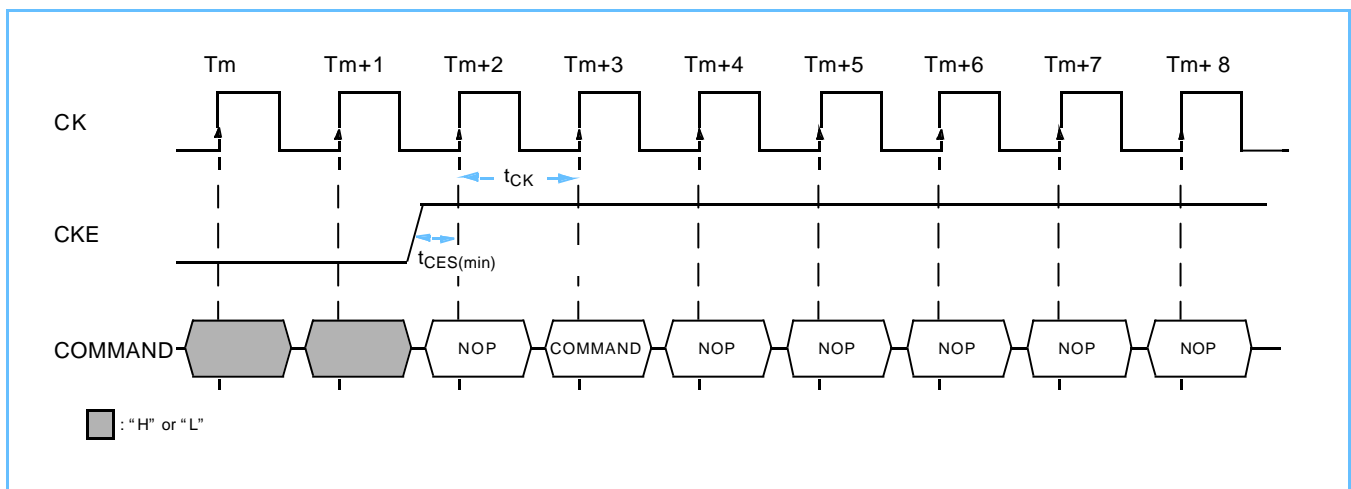 Tm Tm+1 Tm+2 Tm+3 Tm+4 Tm+5 Tm+6 Tm+7 Tm+ 8
CK
tCK
CKE
tCES(min)
COMMAND NOP COMMAND NOP NOP NOP NOP NOP
: “H” or “L”